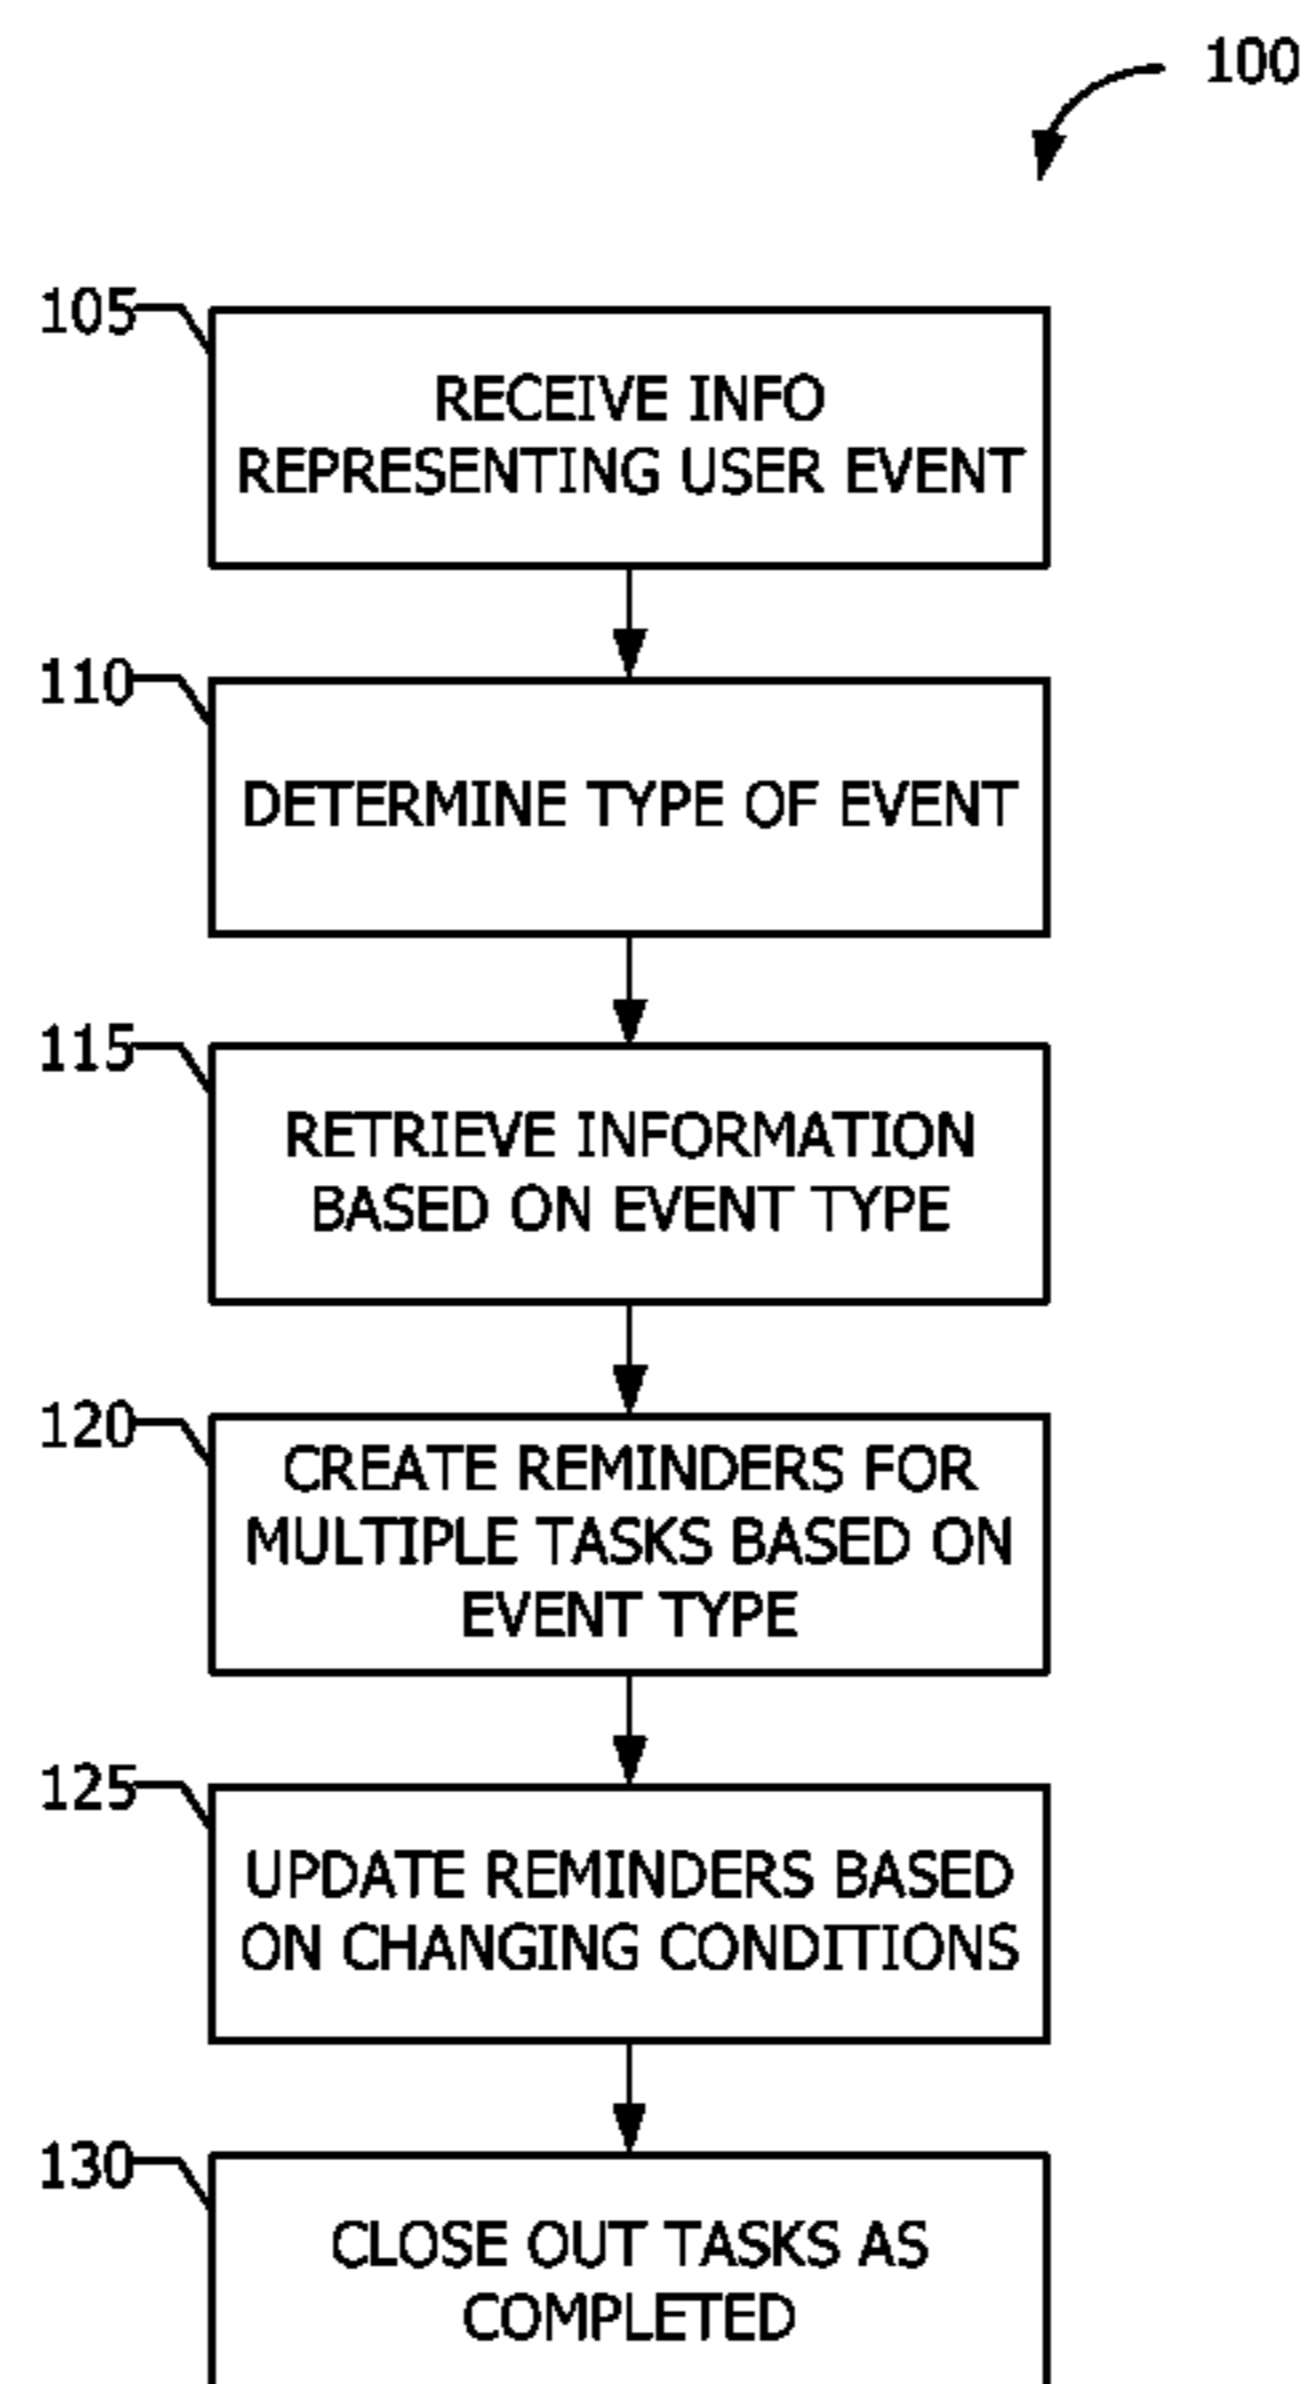 100
105
RECEIVE INFO
REPRESENTING USER EVENT
110
DETERMINE TYPE OF EVENT
115
RETRIEVE INFORMATION
BASED ON EVENT TYPE
120
CREATE REMINDERS FOR
MULTIPLE TASKS BASED ON
EVENT TYPE
125
UPDATE REMINDERS BASED
ON CHANGING CONDITIONS
130
CLOSE OUT TASKS AS
COMPLETED